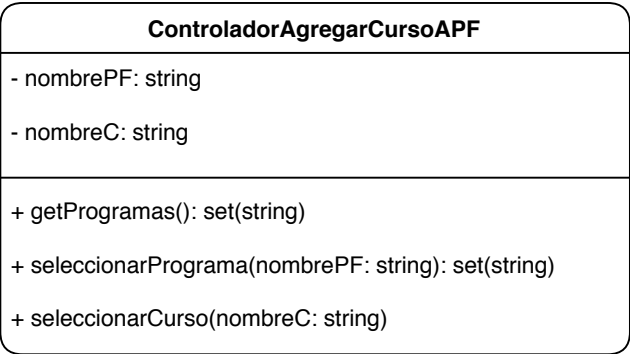 ControladorAgregarCursoAPF
- nombrePF: string
- nombreC: string
+ getProgramas(): set(string)
+ seleccionarPrograma(nombrePF: string): set(string)
+ seleccionarCurso(nombreC: string)